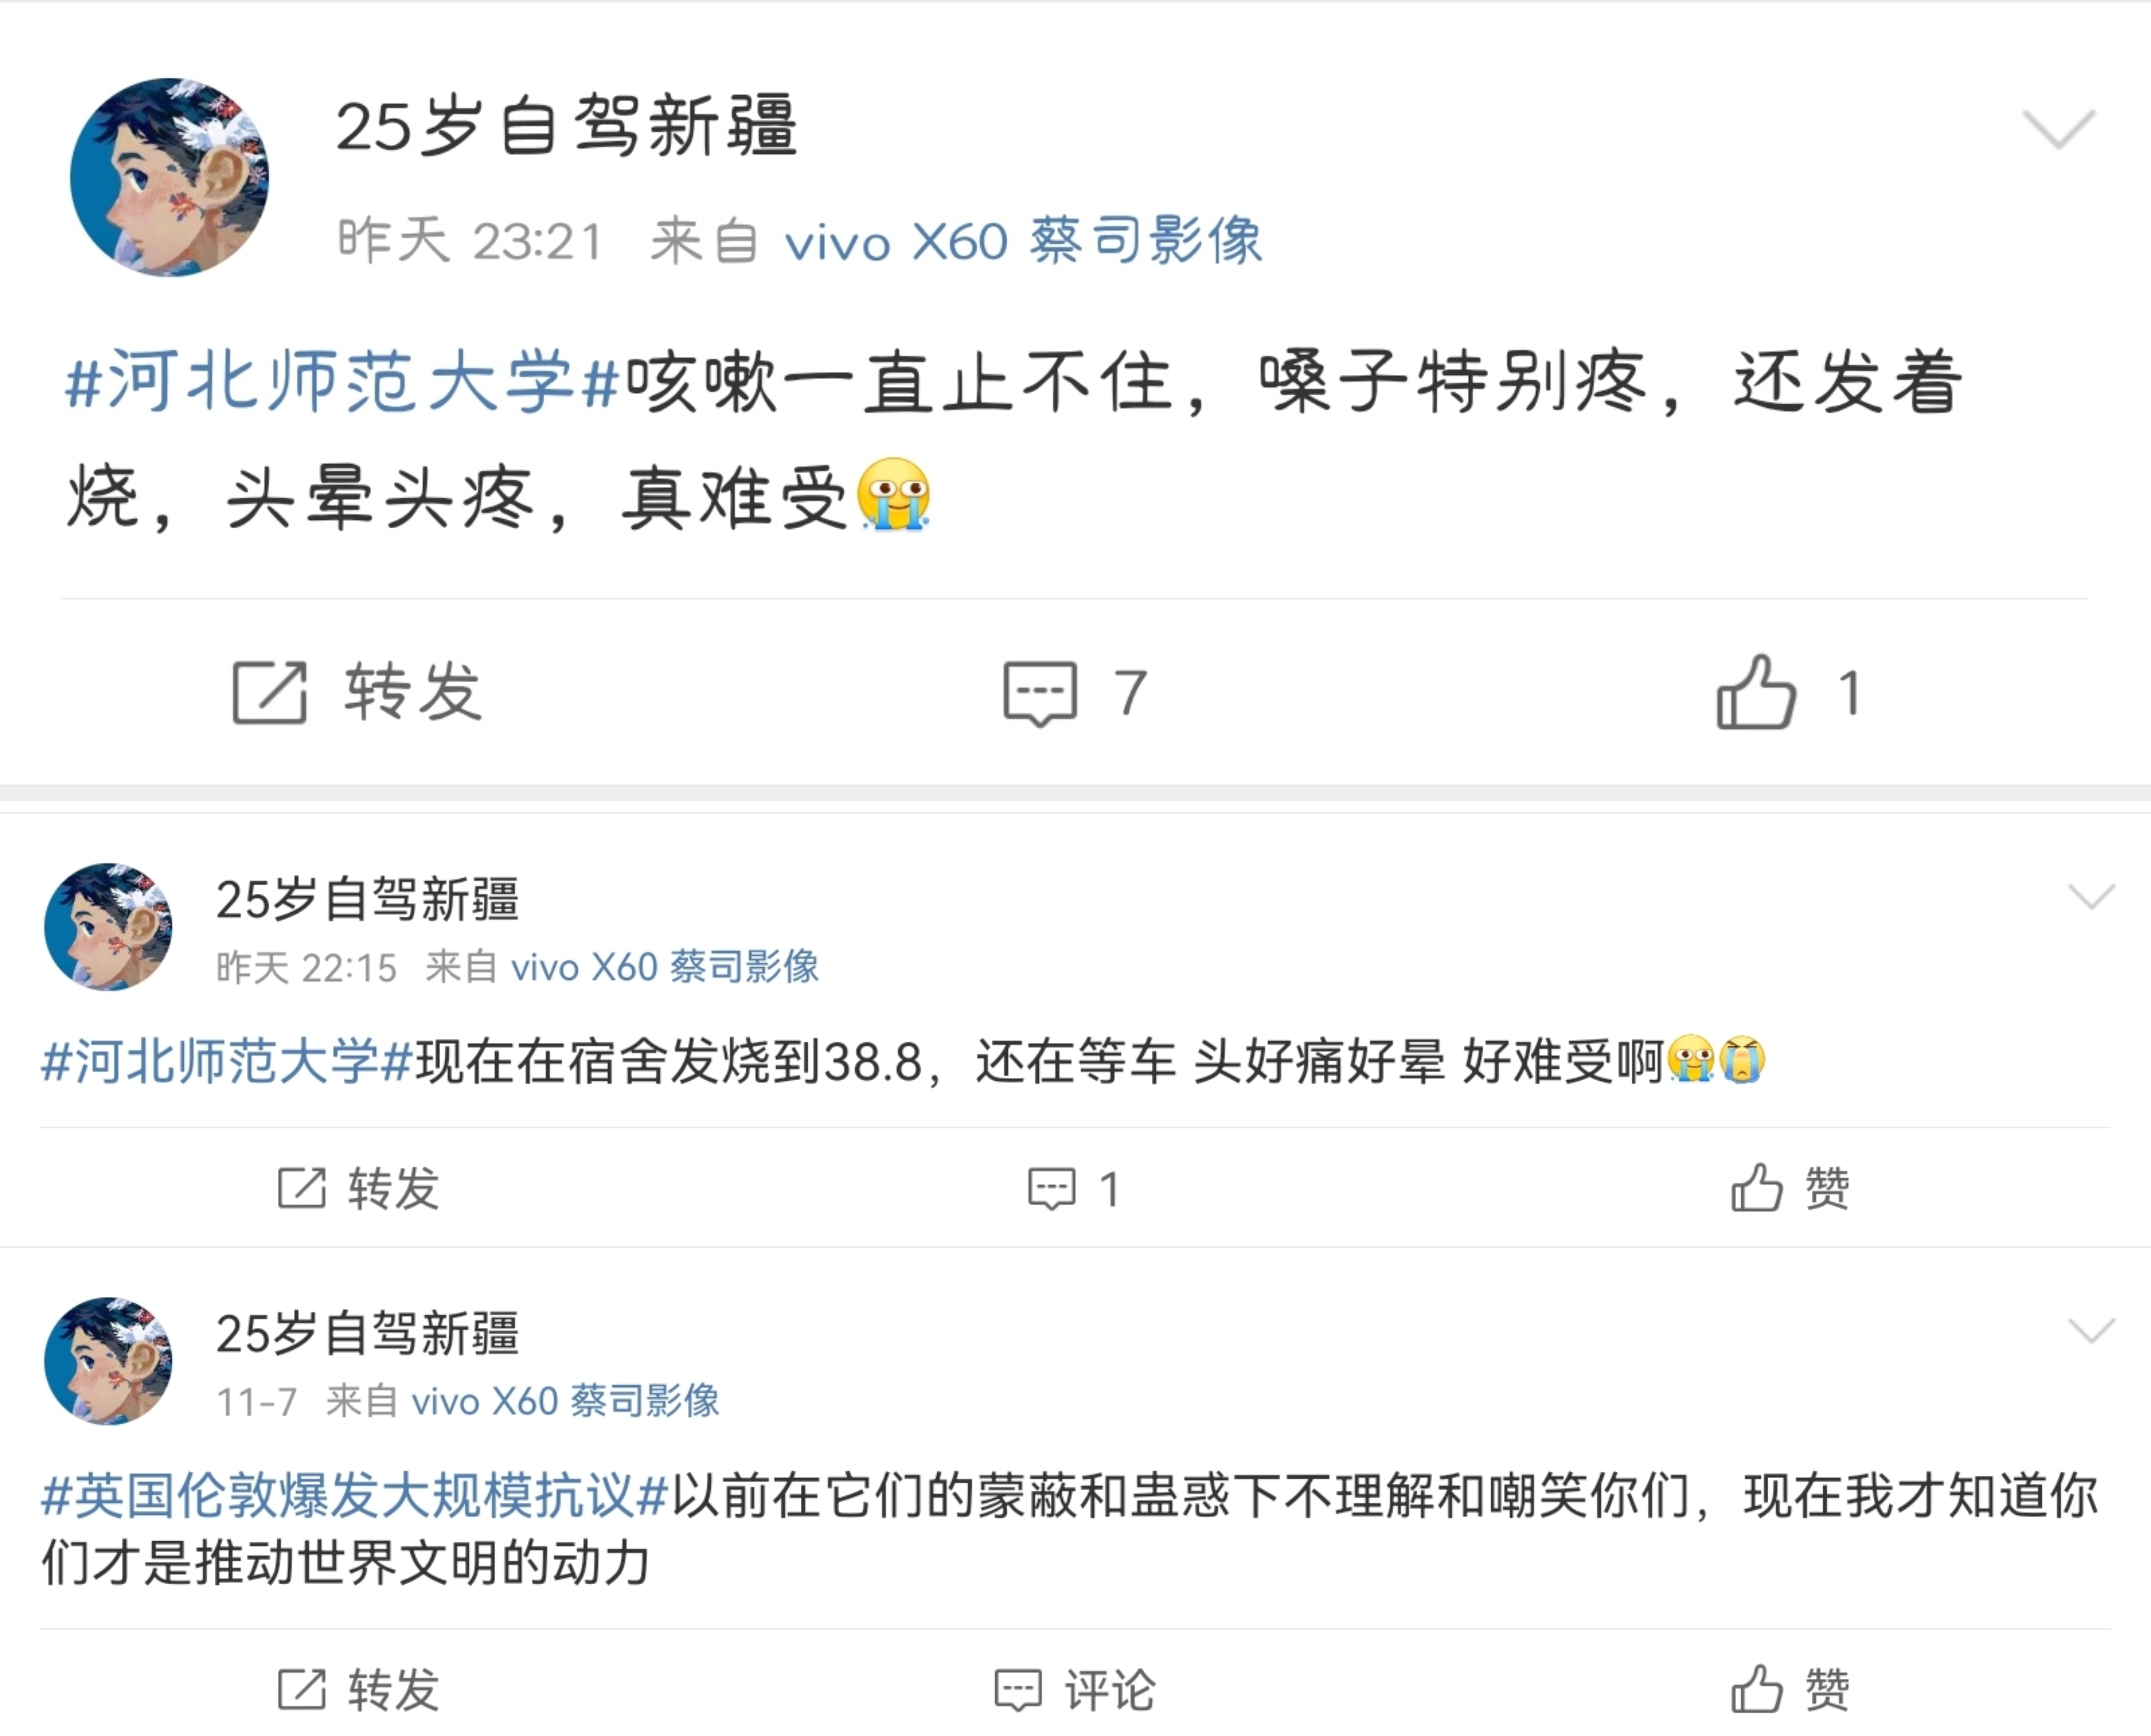 25岁自驾新疆
昨天 23:21 来自 vivo X60 蔡司影像
#河北师范大学#咳嗽一直止不住，嗓子特别疼，还发着
烧，头晕头疼，真难受😭
转发 7 1
25岁自驾新疆
昨天 22:15 来自 vivo X60 蔡司影像
#河北师范大学#现在在宿舍发烧到38.8，还在等车 头好痛好晕 好难受啊😭😭
转发 1 赞
25岁自驾新疆
11-7 来自 vivo X60 蔡司影像
#英国伦敦爆发大规模抗议#以前在它们的蒙蔽和蛊惑下不理解和嘲笑你们，现在我才知道你
们才是推动世界文明的动力
转发 评论 赞